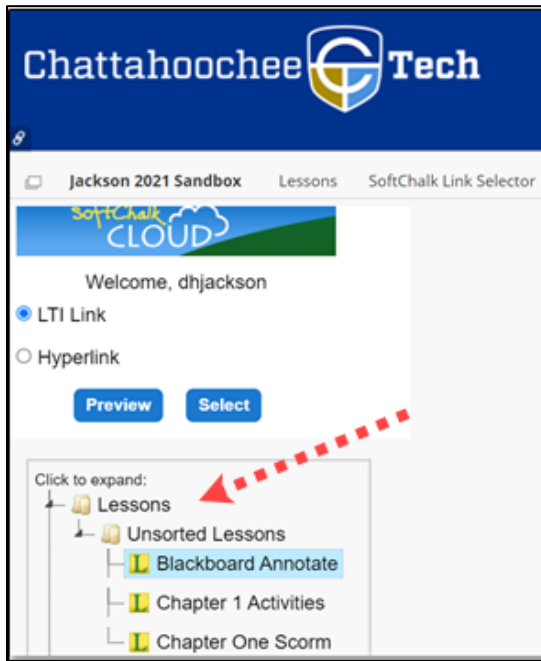 Chattahoochee CT Tech
Jackson 2021 Sandbox Lessons SoftChalk Link Selector
SoftChalk
CLOUD
Welcome, dhjackson
LTI Link
Hyperlink
Preview Select
Click to expand:
Lessons
Unsorted Lessons
L Blackboard Annotate
L Chapter 1 Activities
L Chapter One Scorm